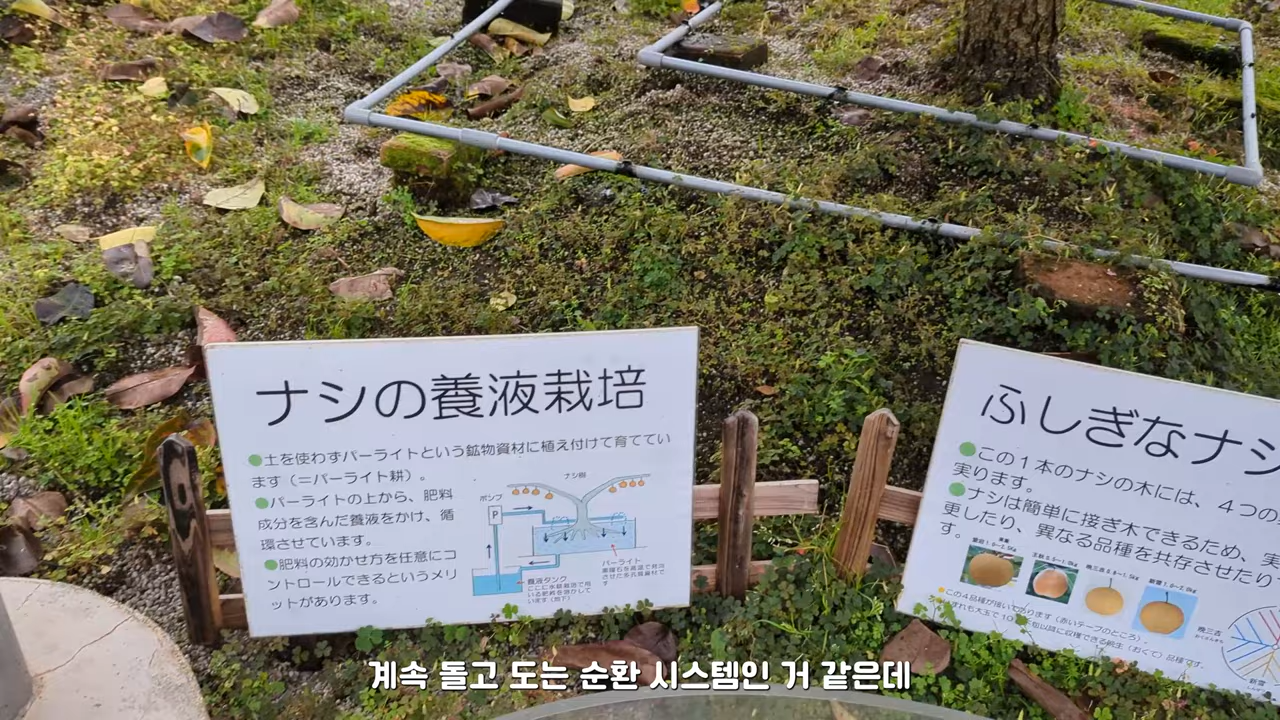 ナシの養液栽培
●土を使わずパーライトという鉱物資材に植え付けて育ててい
ます（＝パーライト耕）。
●パーライトの上から、肥料
成分を含んだ養液をかけ、循
環させています。
●肥料の効かせ方を任意にコ
ントロールできるというメリ
ットがあります。
ナシ樹
ポンプ
P
養液タンク
パーライト
ふしぎなナシ
●この１本のナシの木には、４つの
実ります。
●ナシは簡単に接ぎ木できるため、実
更したり、異なる品種を共存させたり
す。
晩三吉
新雪
계속 돌고 도는 순환 시스템인 거 같은데